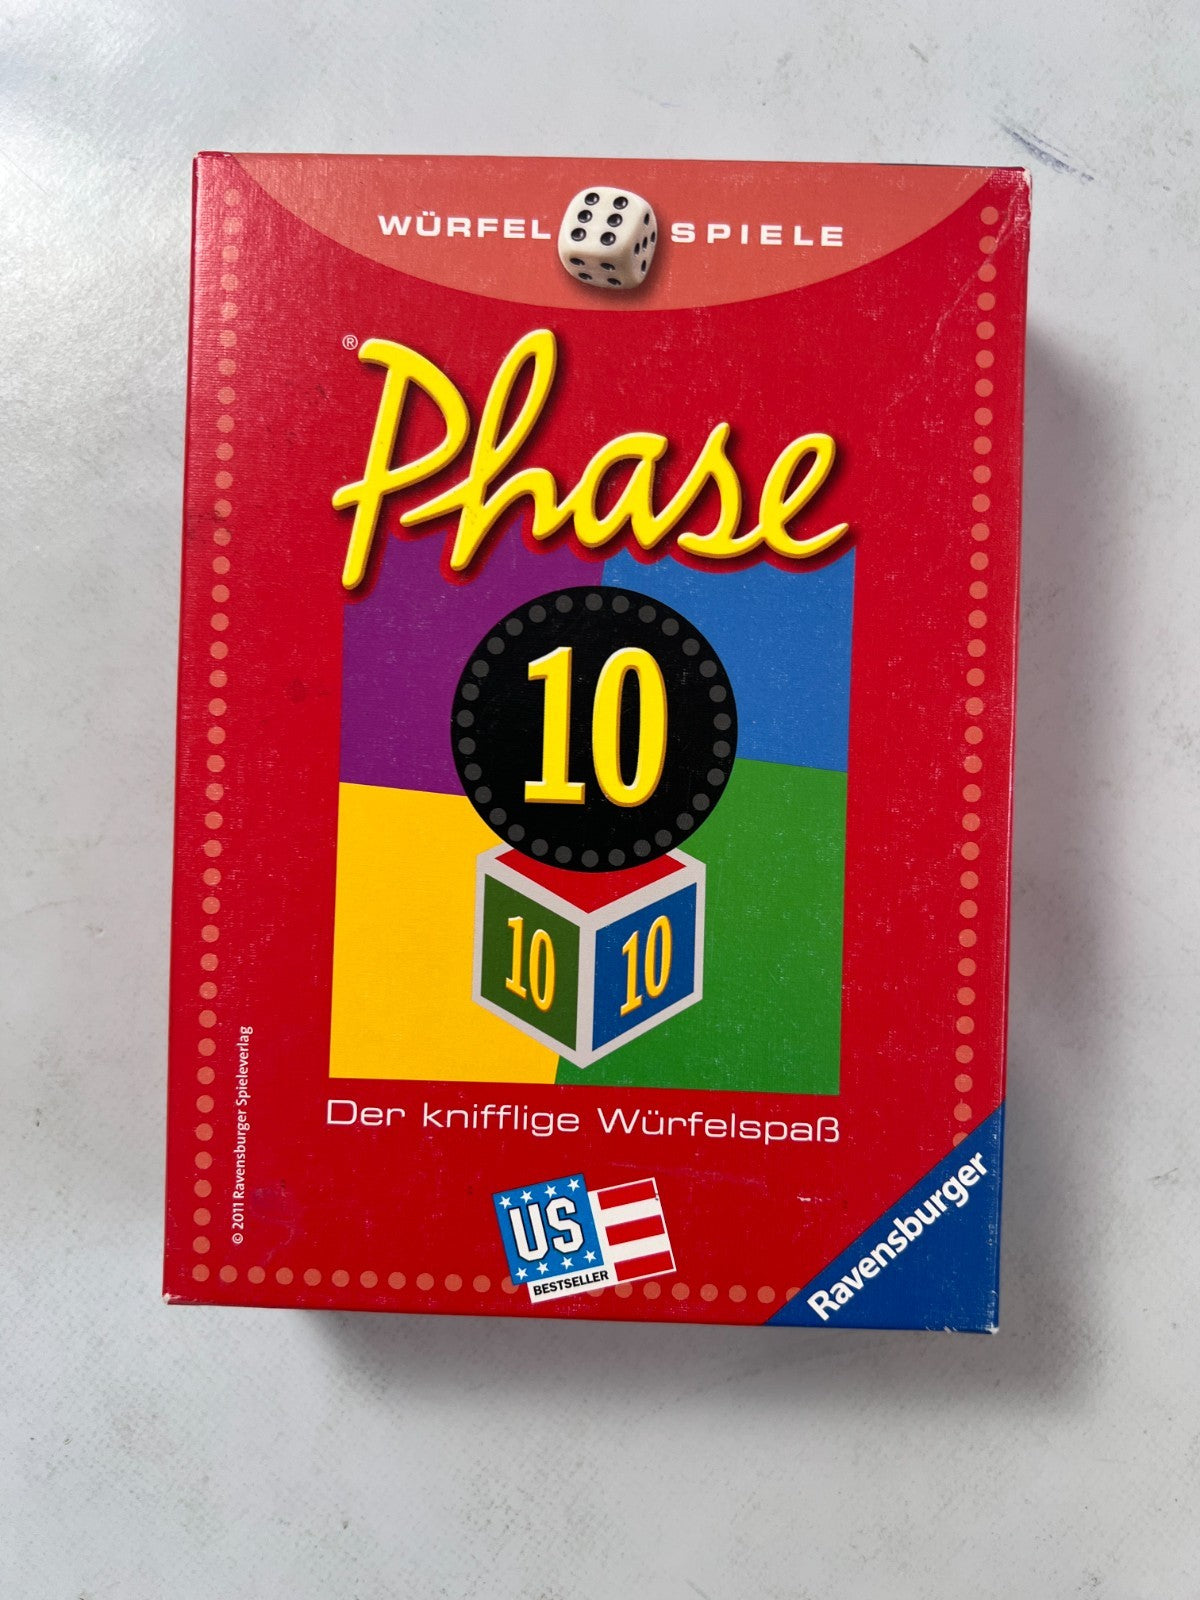 WÜRFEL SPIELE
®
Phase
10
10 10
Der knifflige Würfelspaß
© 2011 Ravensburger Spieleverlag
US
BESTSELLER
Ravensburger